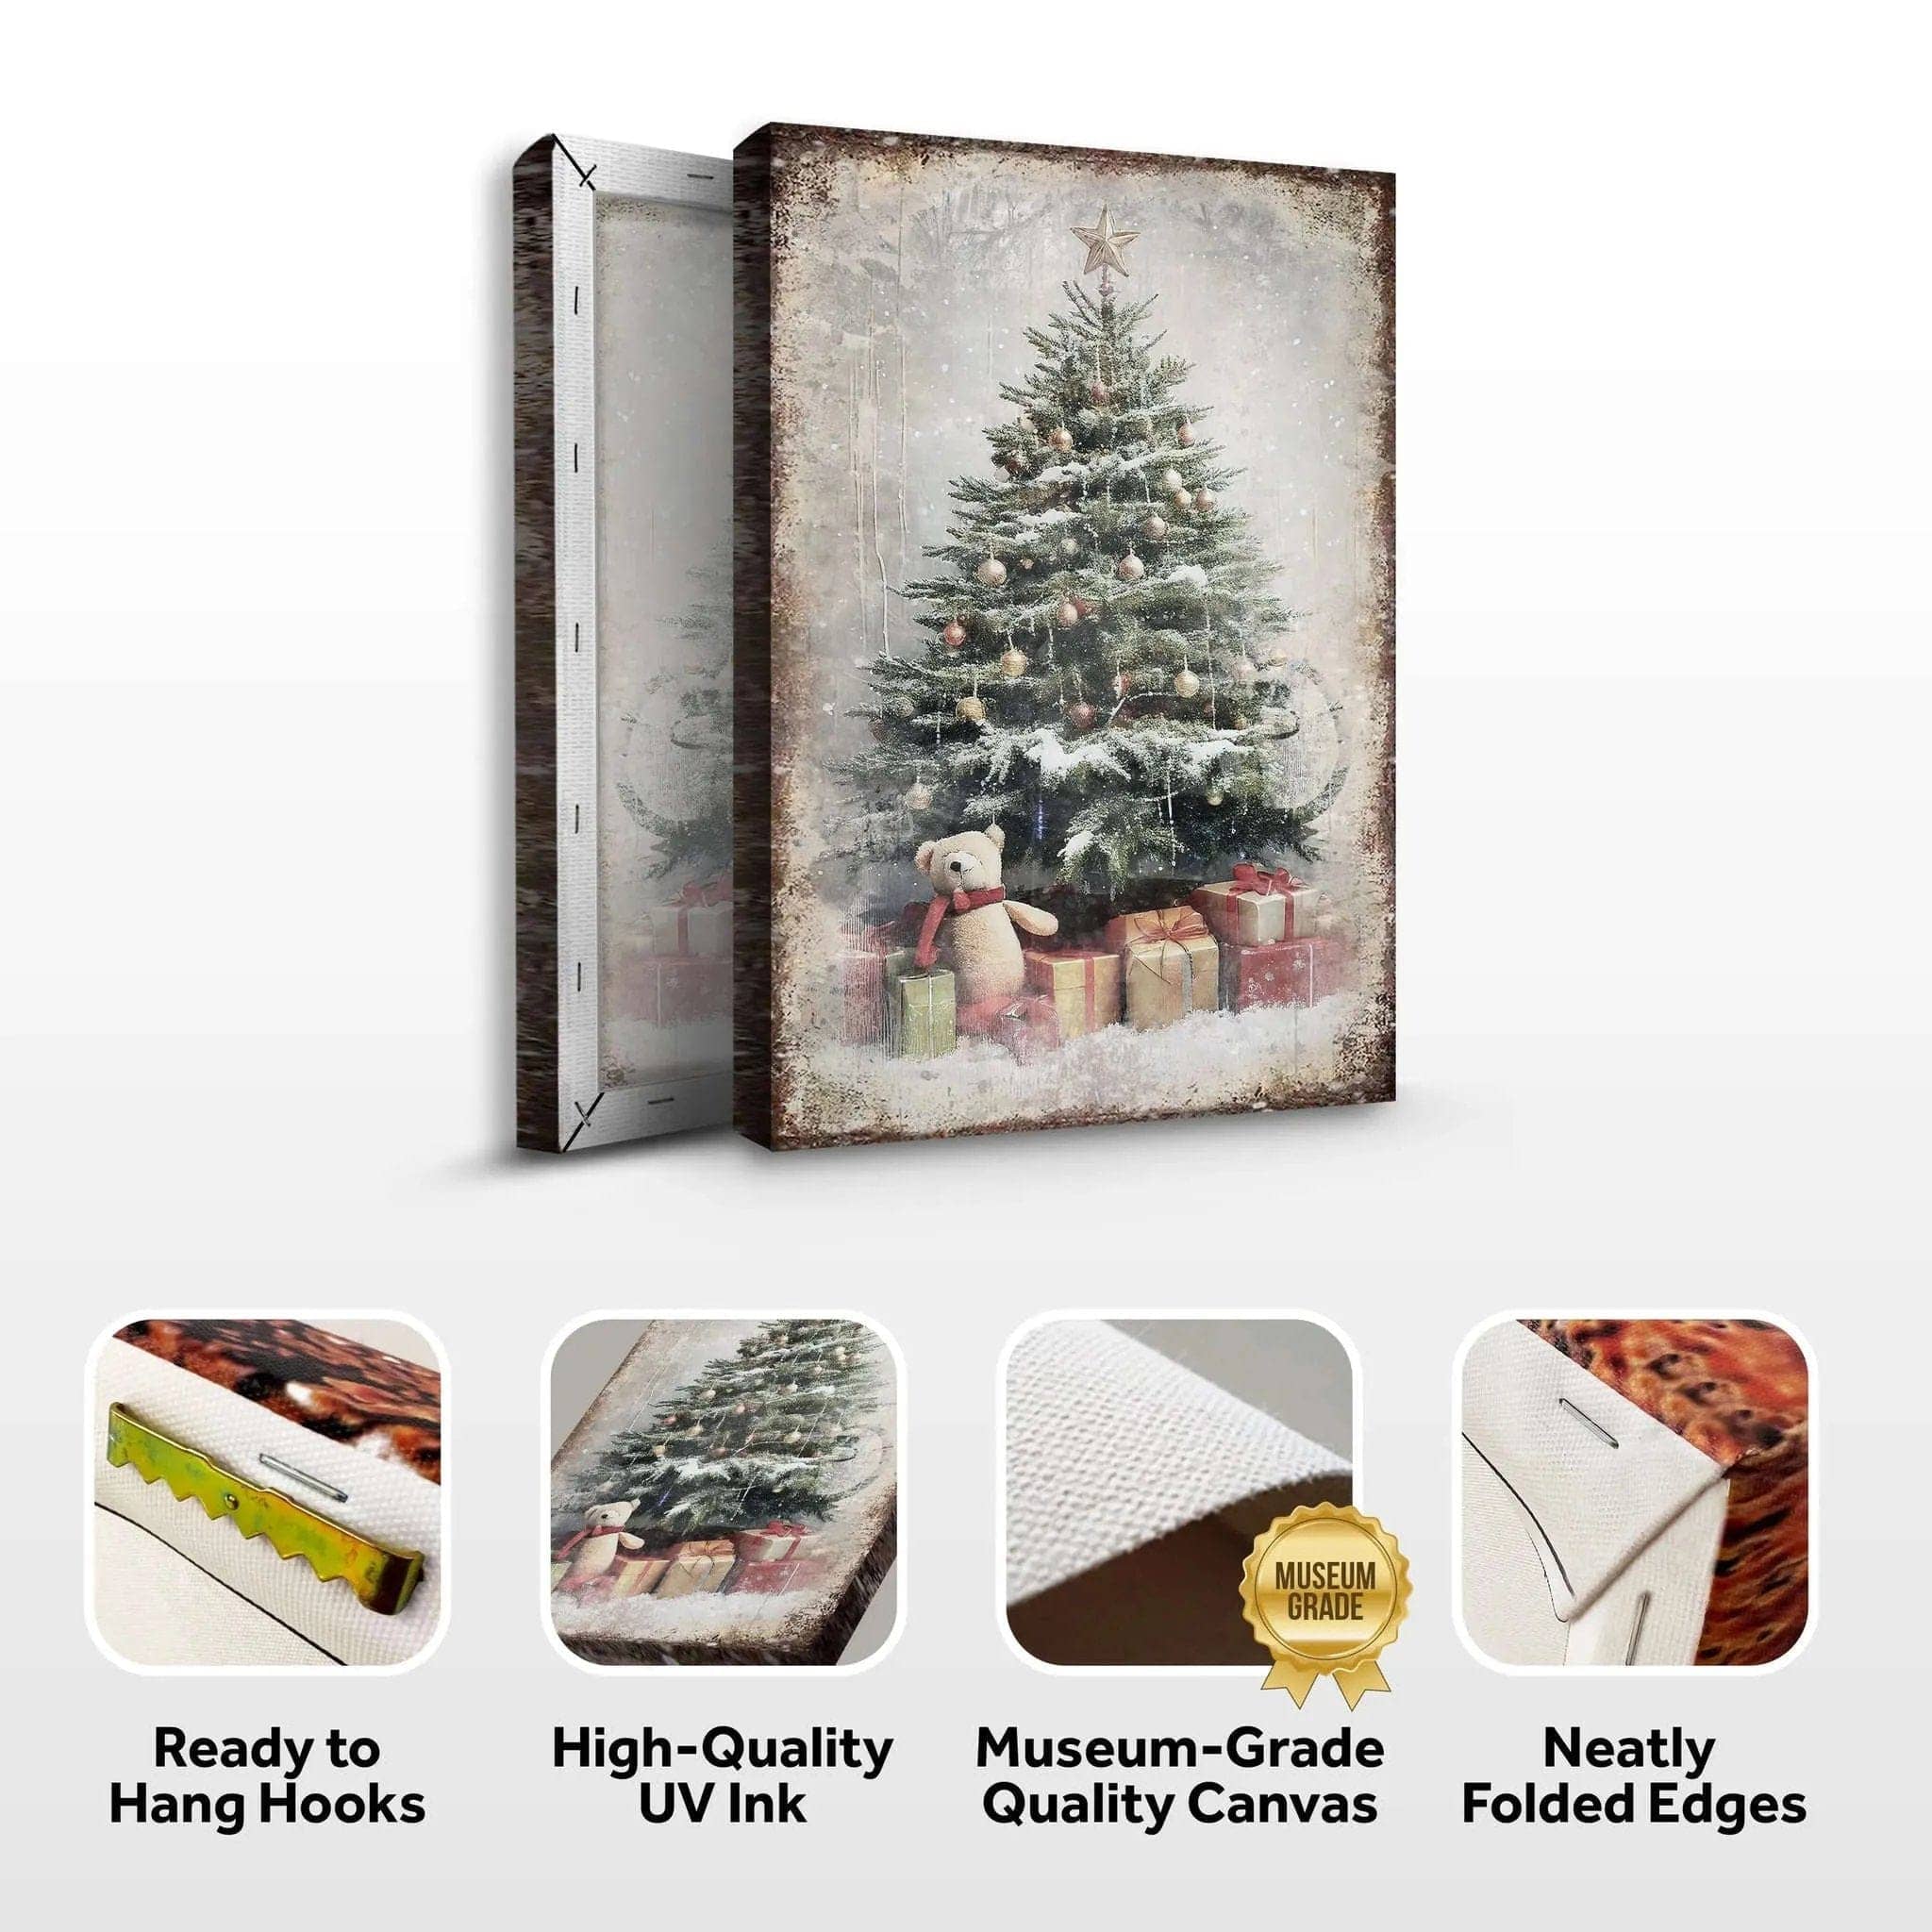 MUSEUM
GRADE
Ready to
Hang Hooks
High-Quality
UV Ink
Museum-Grade
Quality Canvas
Neatly
Folded Edges